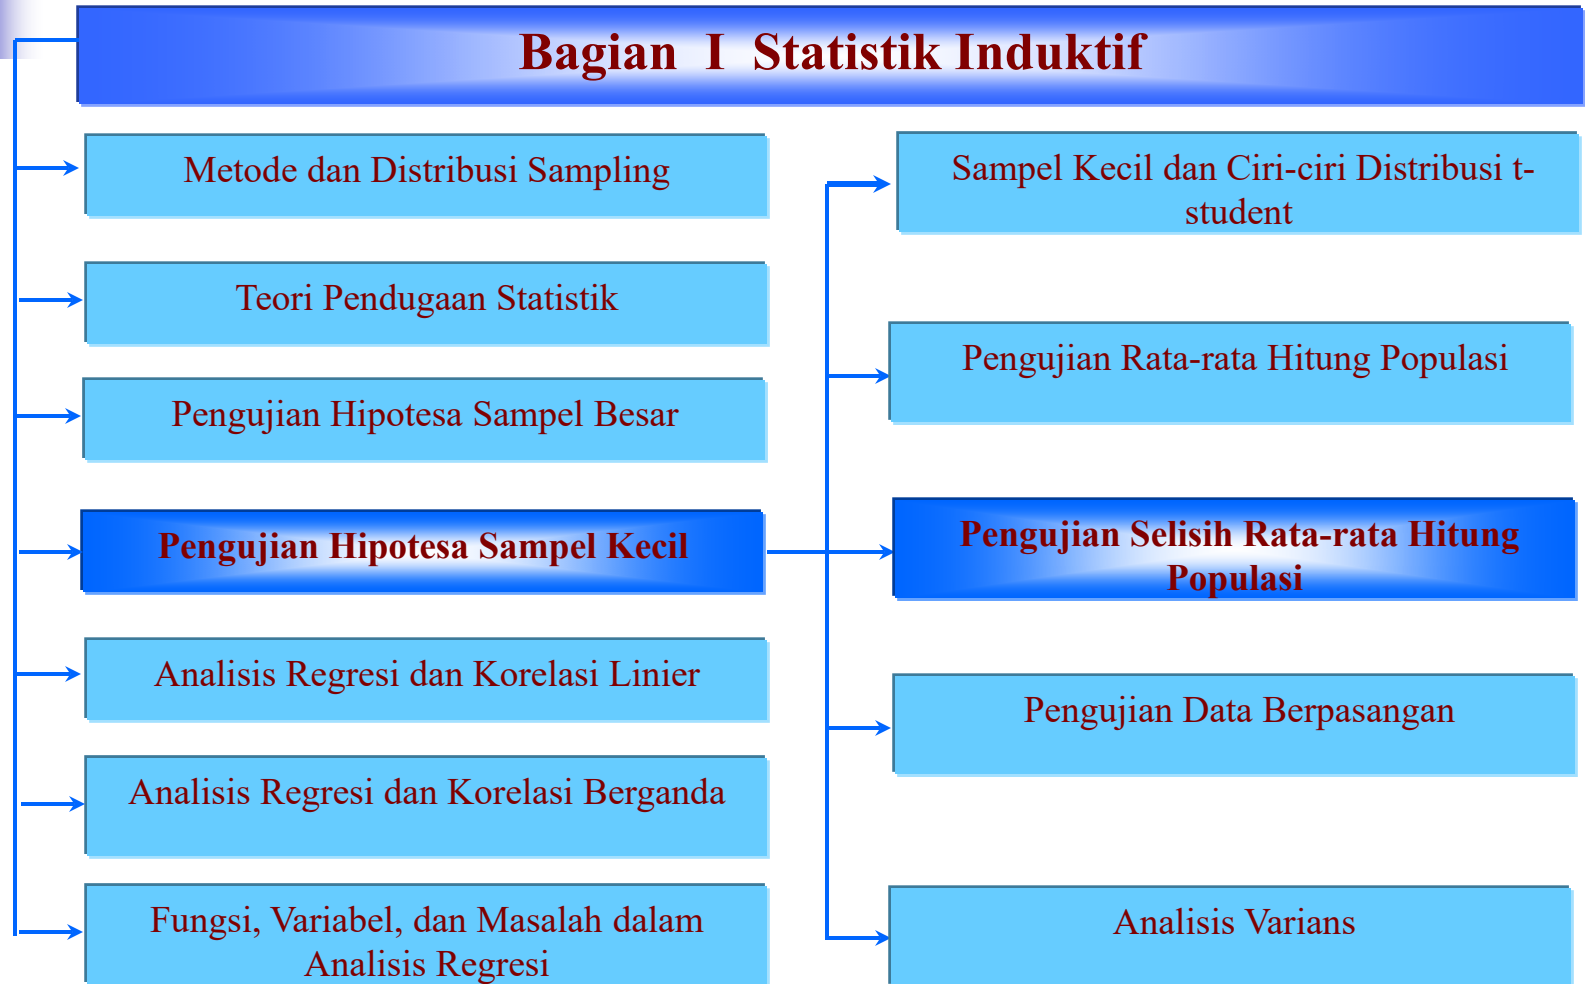 Bagian I Statistik Induktif
Metode dan Distribusi Sampling
Teori Pendugaan Statistik
Pengujian Hipotesa Sampel Besar
Pengujian Hipotesa Sampel Kecil
Analisis Regresi dan Korelasi Linier
Analisis Regresi dan Korelasi Berganda
Fungsi, Variabel, dan Masalah dalam
Analisis Regresi
Sampel Kecil dan Ciri-ciri Distribusi t-
student
Pengujian Rata-rata Hitung Populasi
Pengujian Selisih Rata-rata Hitung
Populasi
Pengujian Data Berpasangan
Analisis Varians